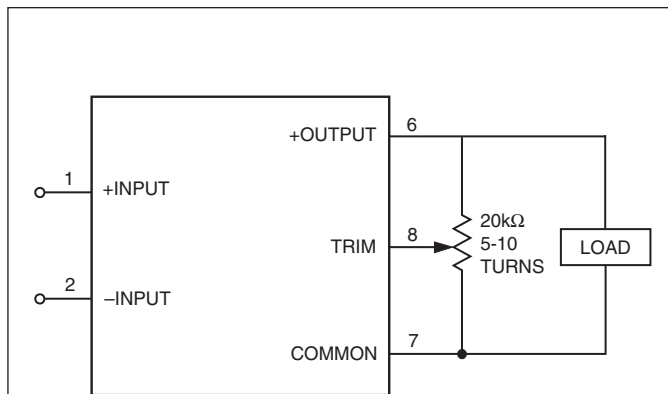 6
+OUTPUT
1
+INPUT
20kΩ
5-10
TURNS
8
TRIM
LOAD
2
–INPUT
7
COMMON